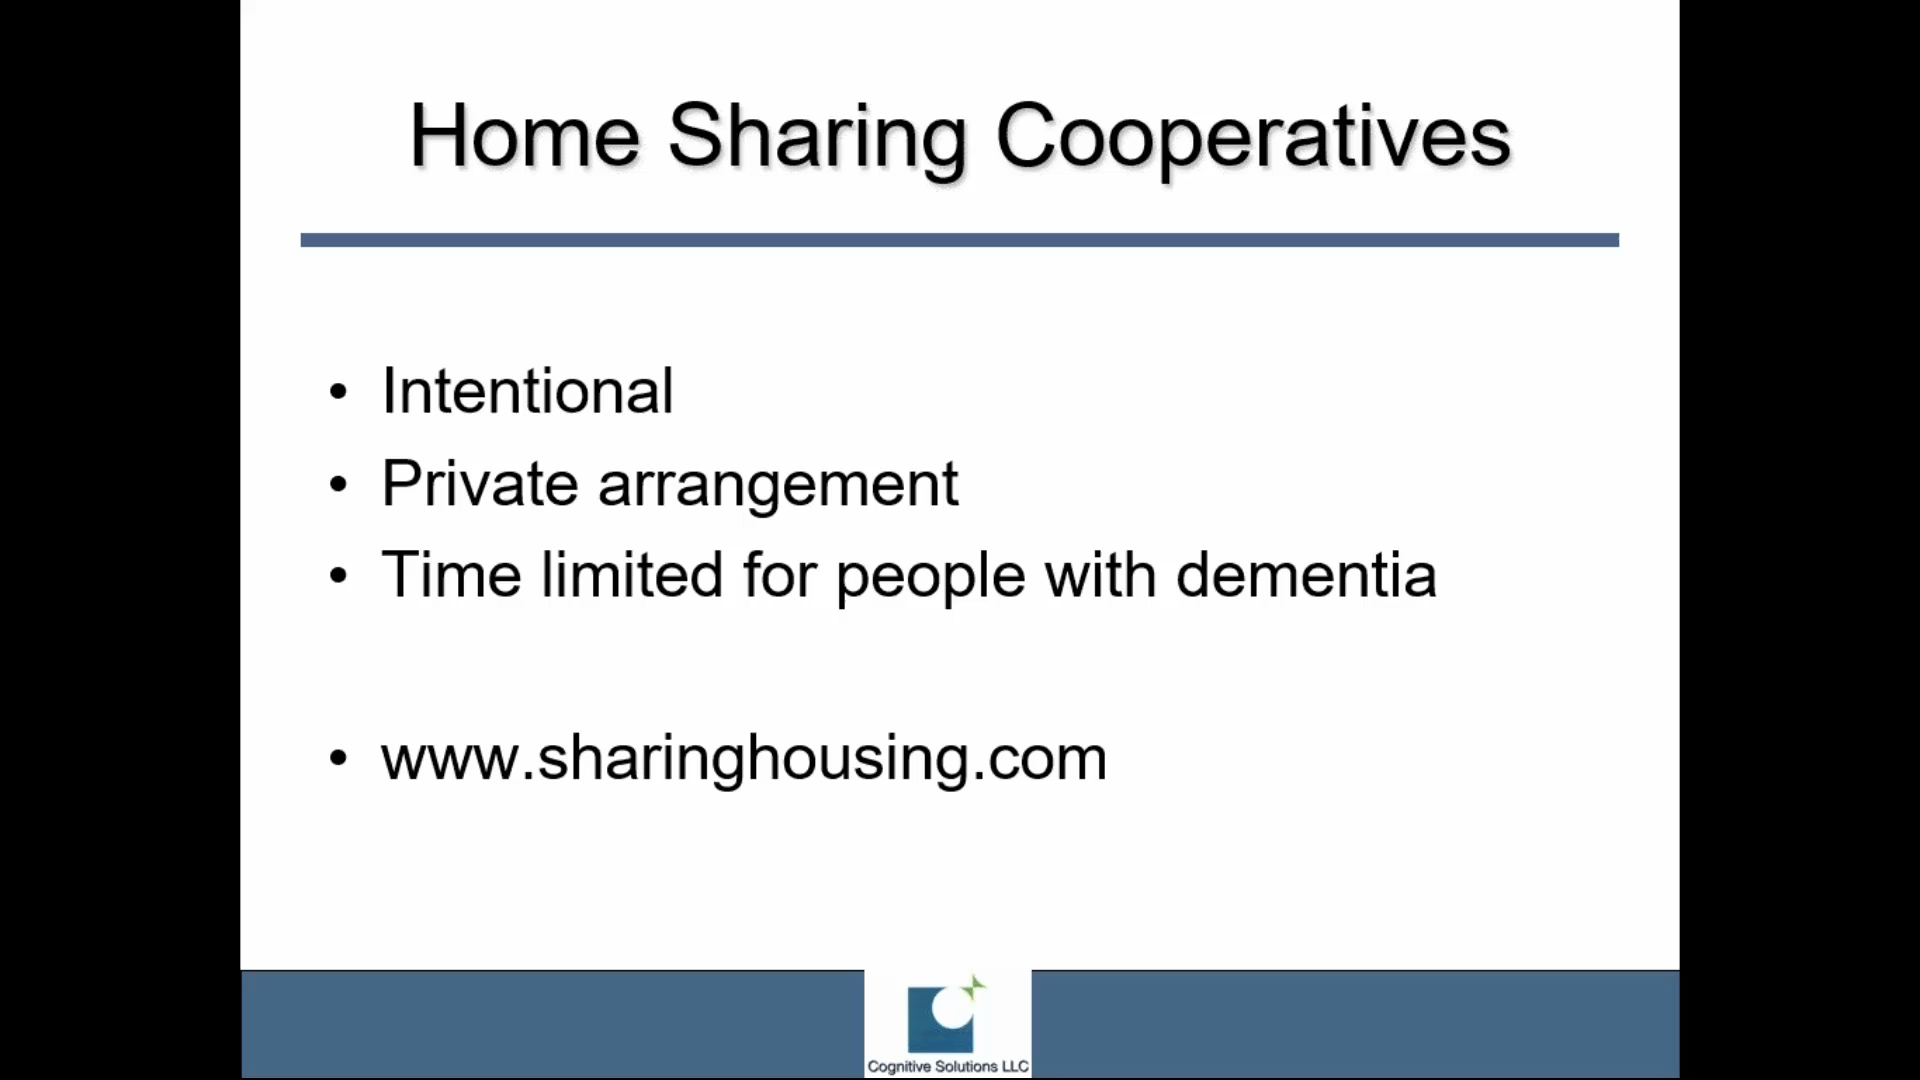 Home Sharing Cooperatives
• Intentional
• Private arrangement
• Time limited for people with dementia
• www.sharinghousing.com
Cognitive Solutions LLC